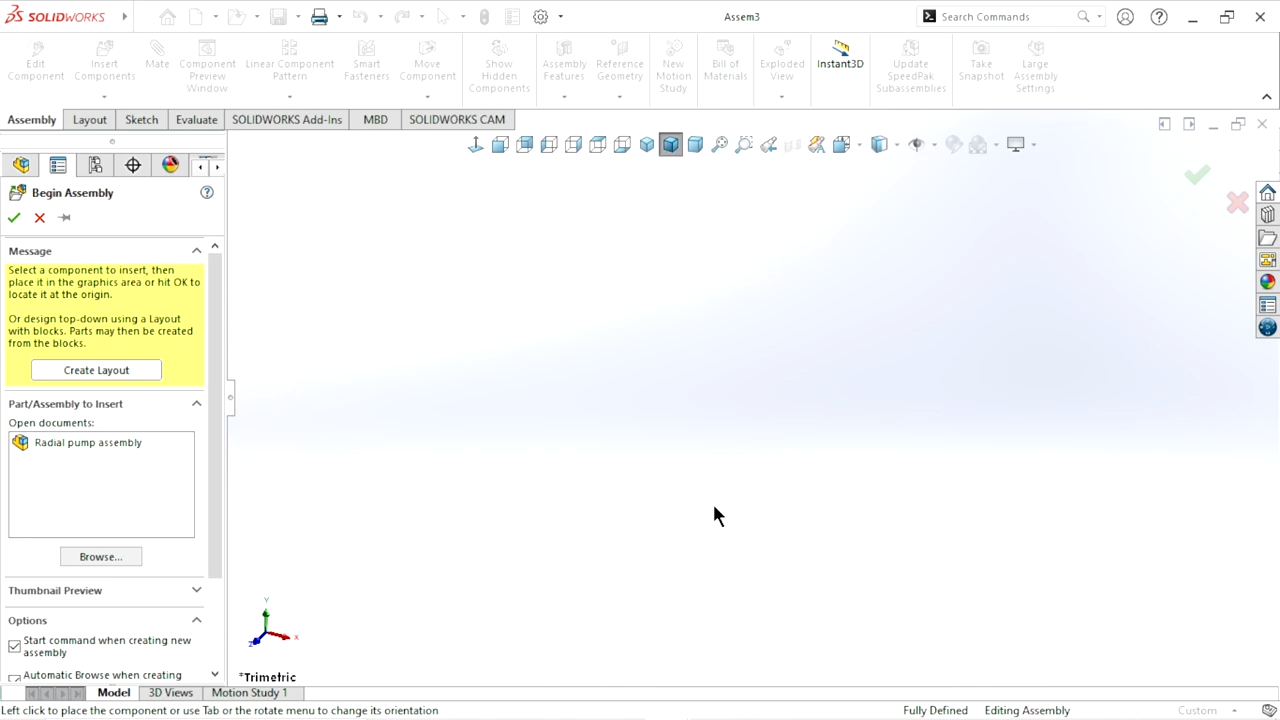 SOLIDWORKS
Assem3
Search Commands
Edit Component
Insert Components
Mate
Component Preview Window
Linear Component Pattern
Smart Fasteners
Move Component
Show Hidden Components
Assembly Features
Reference Geometry
New Motion Study
Bill of Materials
Exploded View
Instant3D
Update SpeedPak Subassemblies
Take Snapshot
Large Assembly Settings
Assembly
Layout
Sketch
Evaluate
SOLIDWORKS Add-Ins
MBD
SOLIDWORKS CAM
Begin Assembly
Message
Select a component to insert, then
place it in the graphics area or hit OK to
locate it at the origin.
Or design top-down using a Layout
with blocks. Parts may then be created
from the blocks.
Create Layout
Part/Assembly to Insert
Open documents:
Radial pump assembly
Browse...
Thumbnail Preview
Options
Start command when creating new
assembly
Automatic Browse when creating
Y
X
Z
*Trimetric
Model
3D Views
Motion Study 1
Left click to place the component or use Tab or the rotate menu to change its orientation
Fully Defined
Editing Assembly
Custom